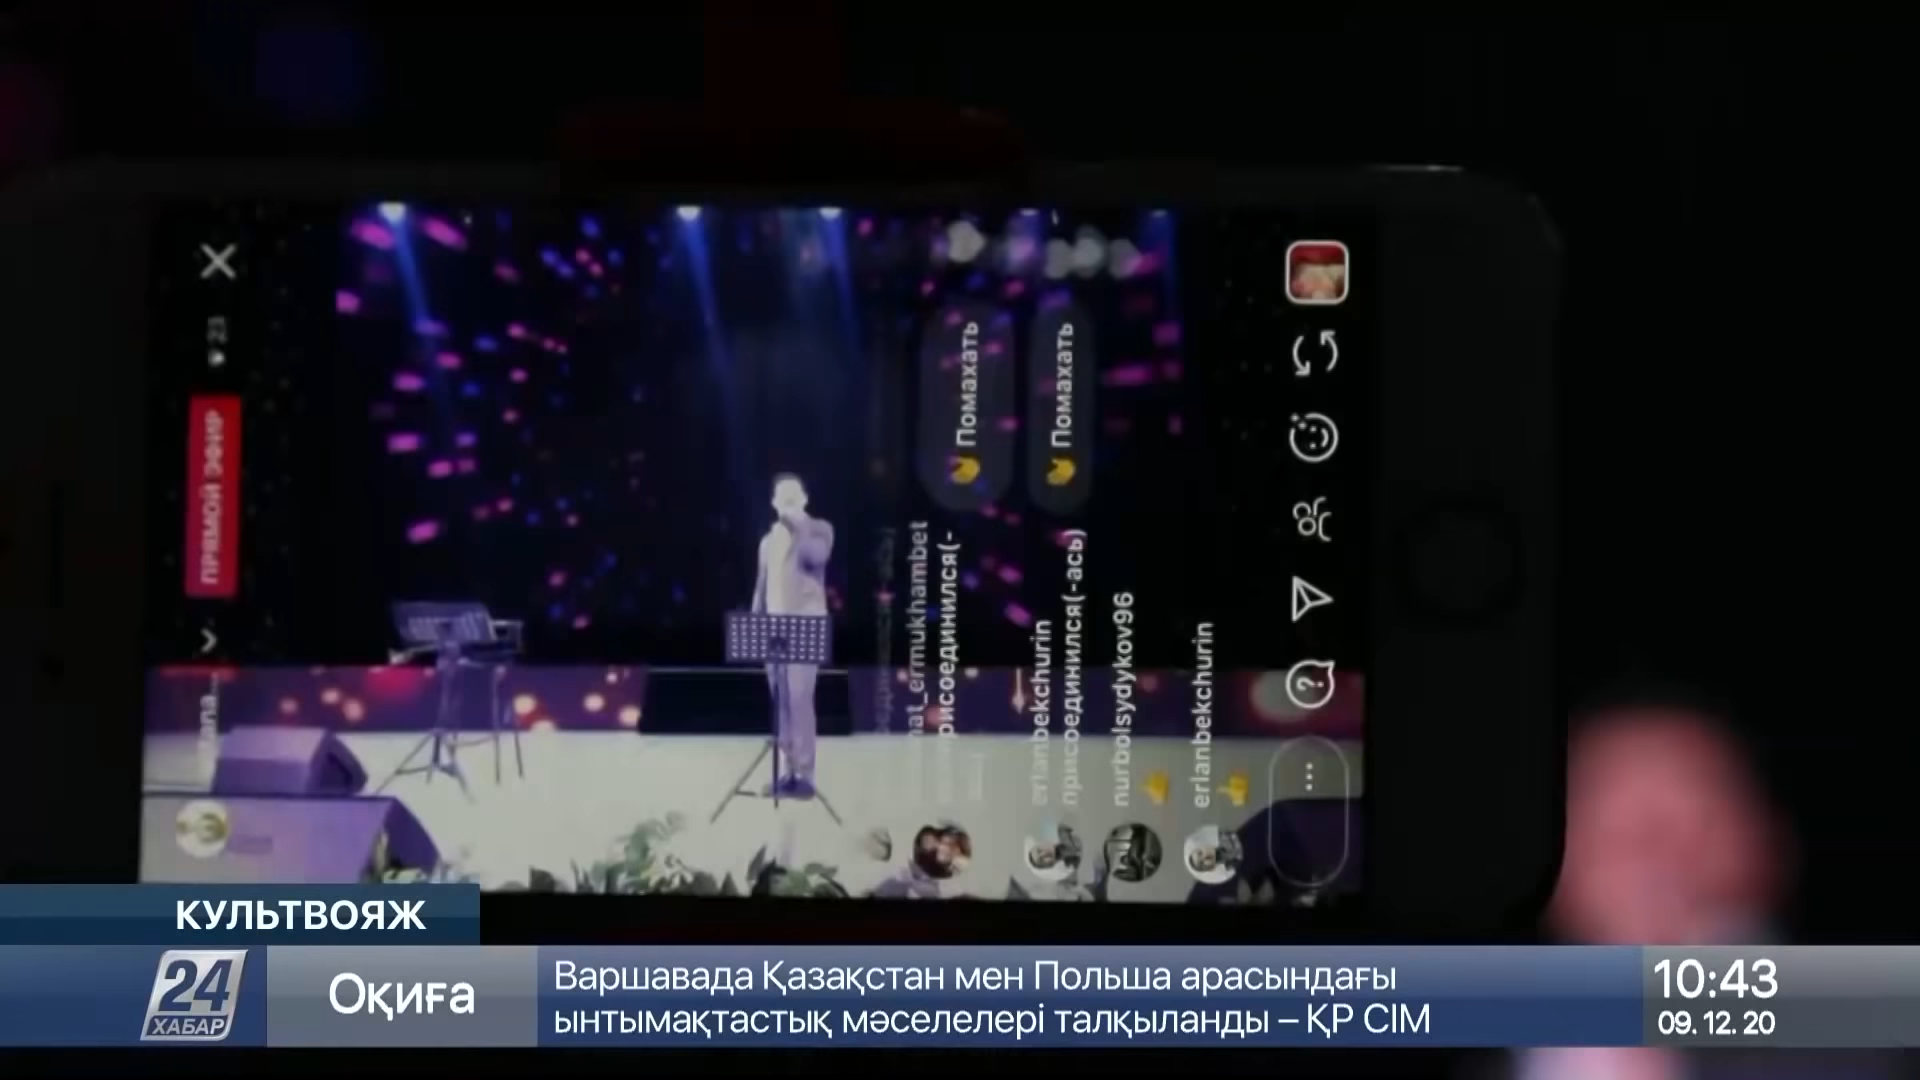 23
ПРЯМОЙ ЭФИР
Помахать
Помахать
присоединился(-
erlanbekchurin
присоединился(-ась)
nurbolsydykov96
erlanbekchurin
КУЛЬТВОЯЖ
24
ХАБАР
Оқиға
Варшавада Қазақстан мен Польша арасындағы
ынтымақтастық мәселелері талқыланды – ҚР СІМ
10:43
09. 12. 20